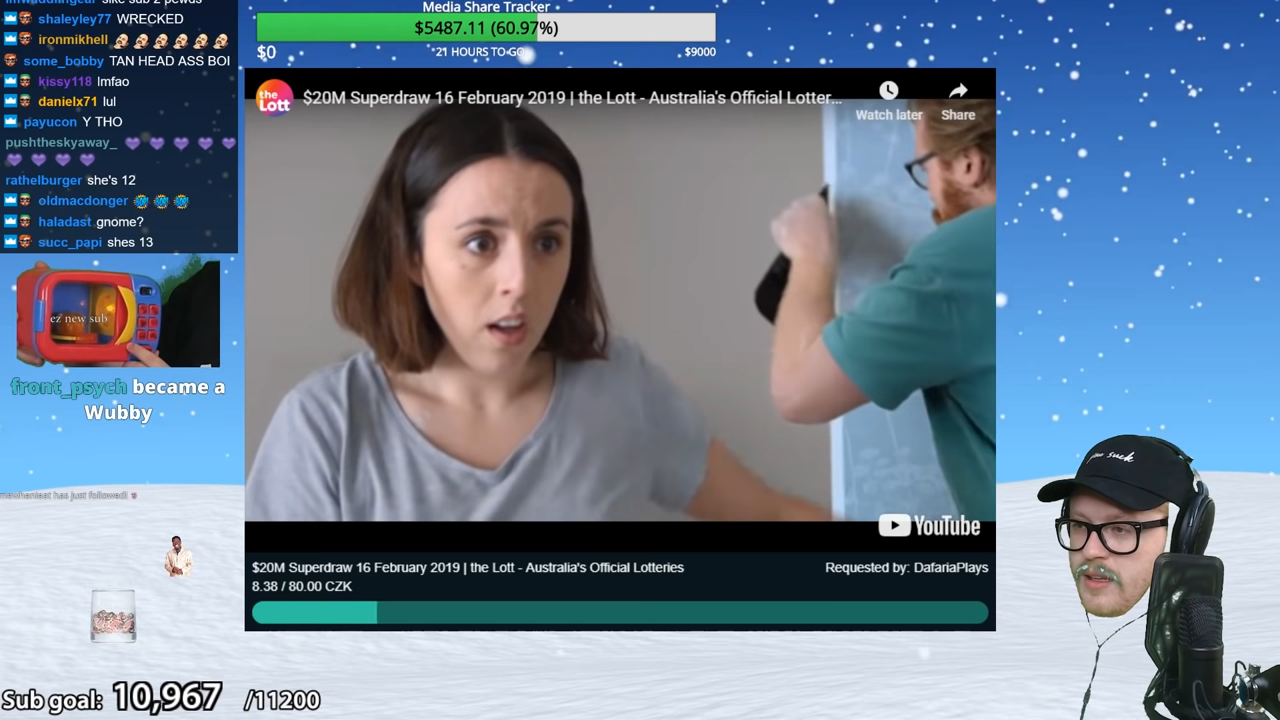 shaleyley77 WRECKED
ironmikhell
some_bobby TAN HEAD ASS BOI
kissy118 lmfao
danielx71 lul
payucon Y THO
pushtheskyaway_
rathelburger she's 12
oldmacdonger
haladast gnome?
succ_papi shes 13
ez new sub
front_psych became a
Wubby
has just followed!
Sub goal: 10,967 /11200
Media Share Tracker
$5487.11 (60.97%)
$0
21 HOURS TO GO
$9000
the
Lott
$20M Superdraw 16 February 2019 | the Lott - Australia's Official Lotter...
Watch later
Share
YouTube
$20M Superdraw 16 February 2019 | the Lott - Australia's Official Lotteries
Requested by: DafariaPlays
8.38 / 80.00 CZK